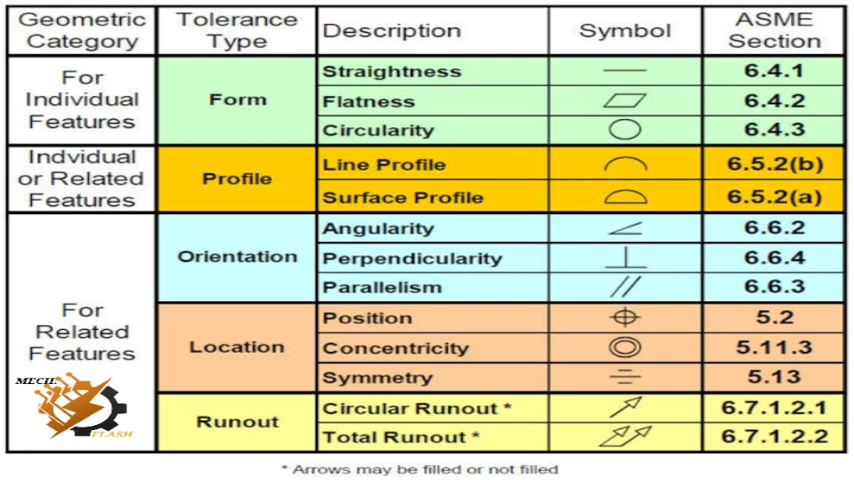 Geometric Category Tolerance Type Description Symbol ASME Section
For Individual Features
Form
Straightness 6.4.1
Flatness 6.4.2
Circularity 6.4.3
Indvidual or Related Features
Profile
Line Profile 6.5.2(b)
Surface Profile 6.5.2(a)
For Related Features
Orientation
Angularity 6.6.2
Perpendicularity 6.6.4
Parallelism 6.6.3
Location
Position 5.2
Concentricity 5.11.3
Symmetry 5.13
Runout
Circular Runout * 6.7.1.2.1
Total Runout * 6.7.1.2.2
MECH.
FLASH
* Arrows may be filled or not filled